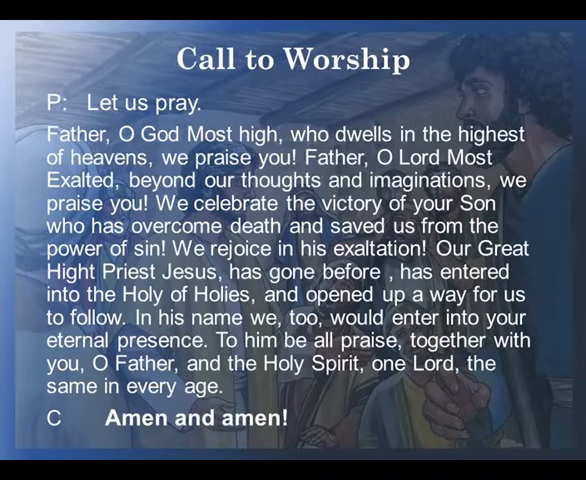 Call to Worship
P: Let us pray.
Father, O God Most high, who dwells in the highest
of heavens, we praise you! Father, O Lord Most
Exalted, beyond our thoughts and imaginations, we
praise you! We celebrate the victory of your Son
who has overcome death and saved us from the
power of sin! We rejoice in his exaltation! Our Great
Hight Priest Jesus, has gone before , has entered
into the Holy of Holies, and opened up a way for us
to follow. In his name we, too, would enter into your
eternal presence. To him be all praise, together with
you, O Father, and the Holy Spirit, one Lord, the
same in every age.
C Amen and amen!